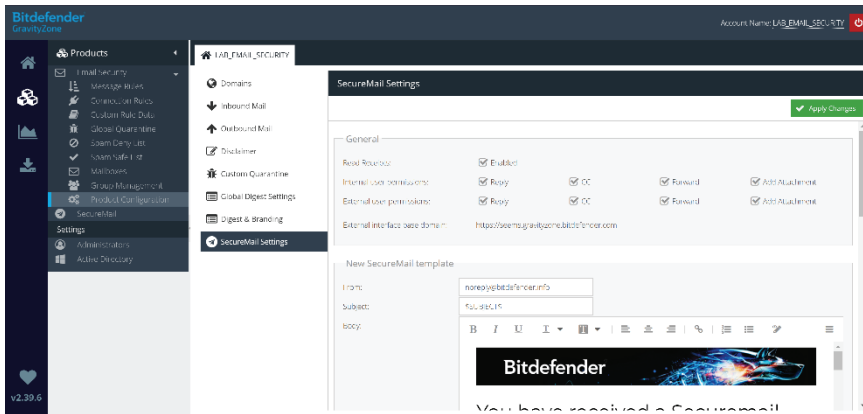 Bitdefender
GravityZone
Account Name: LAB_EMAIL_SECURITY
Products
LAB_EMAIL_SECURITY
Email Security
Message Rules
Connection Rules
Custom Rule Data
Global Quarantine
Spam Deny List
Spam Safe List
Mailboxes
Group Management
Product Configuration
SecureMail
Settings
Administrators
Active Directory
v2.39.6
Domains
Inbound Mail
Outbound Mail
Disclaimer
Custom Quarantine
Global Digest Settings
Digest & Branding
SecureMail Settings
SecureMail Settings
Apply Changes
General
Read Receipts: Enabled
Internal user permissions: Reply CC Forward Add Attachment
External user permissions: Reply CC Forward Add Attachment
External interface base domain: https://seems.gravityzone.bitdefender.com
New SecureMail template
From: noreply@bitdefender.info
Subject:
Body:
B I U T T
Bitdefender
You have received a Securemail